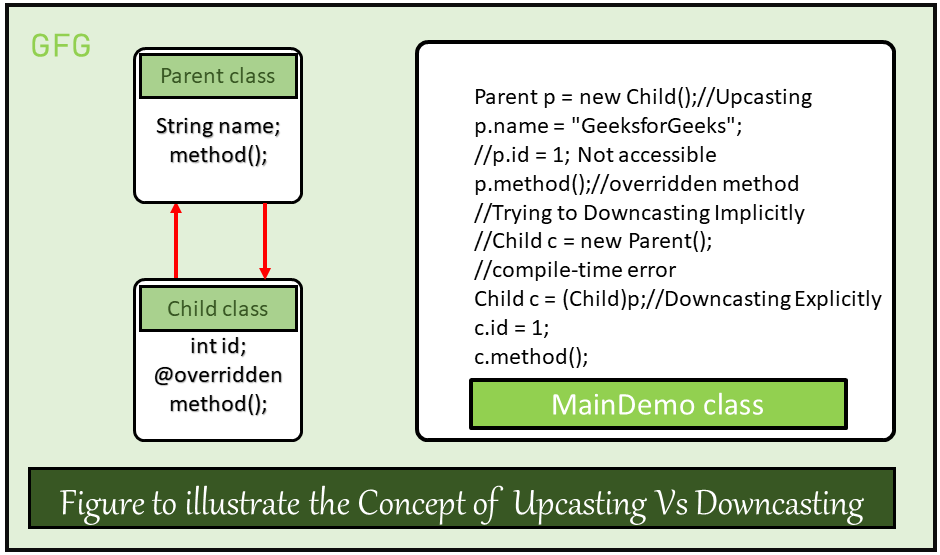 GFG
Parent class
String name;
method();
Child class
int id;
@overridden
method();
Parent p = new Child();//Upcasting
p.name = "GeeksforGeeks";
//p.id = 1; Not accessible
p.method();//overridden method
//Trying to Downcasting Implicitly
//Child c = new Parent();
//compile-time error
Child c = (Child)p;//Downcasting Explicitly
c.id = 1;
c.method();
MainDemo class
Figure to illustrate the Concept of Upcasting Vs Downcasting